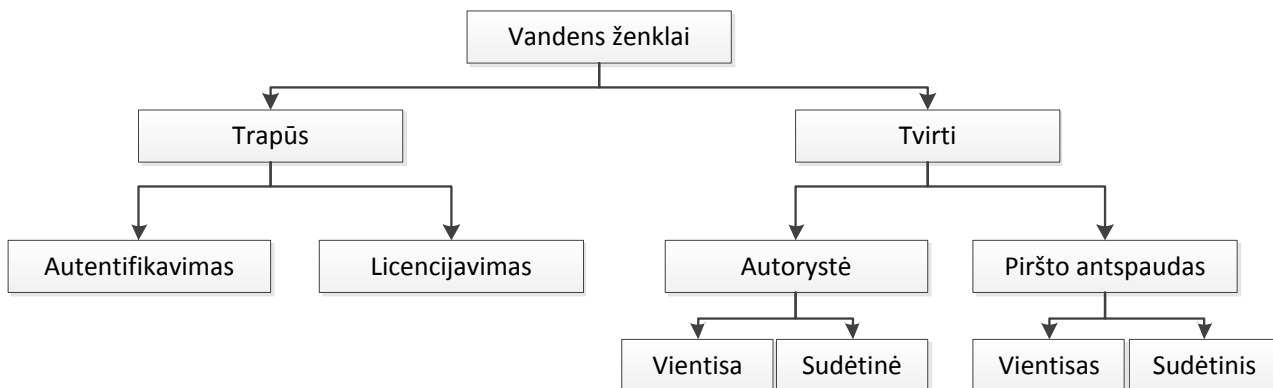 Vandens ženklai
Trapūs
Tvirti
Autentifikavimas
Licencijavimas
Autorystė
Piršto antspaudas
Vientisa
Sudėtinė
Vientisas
Sudėtinis